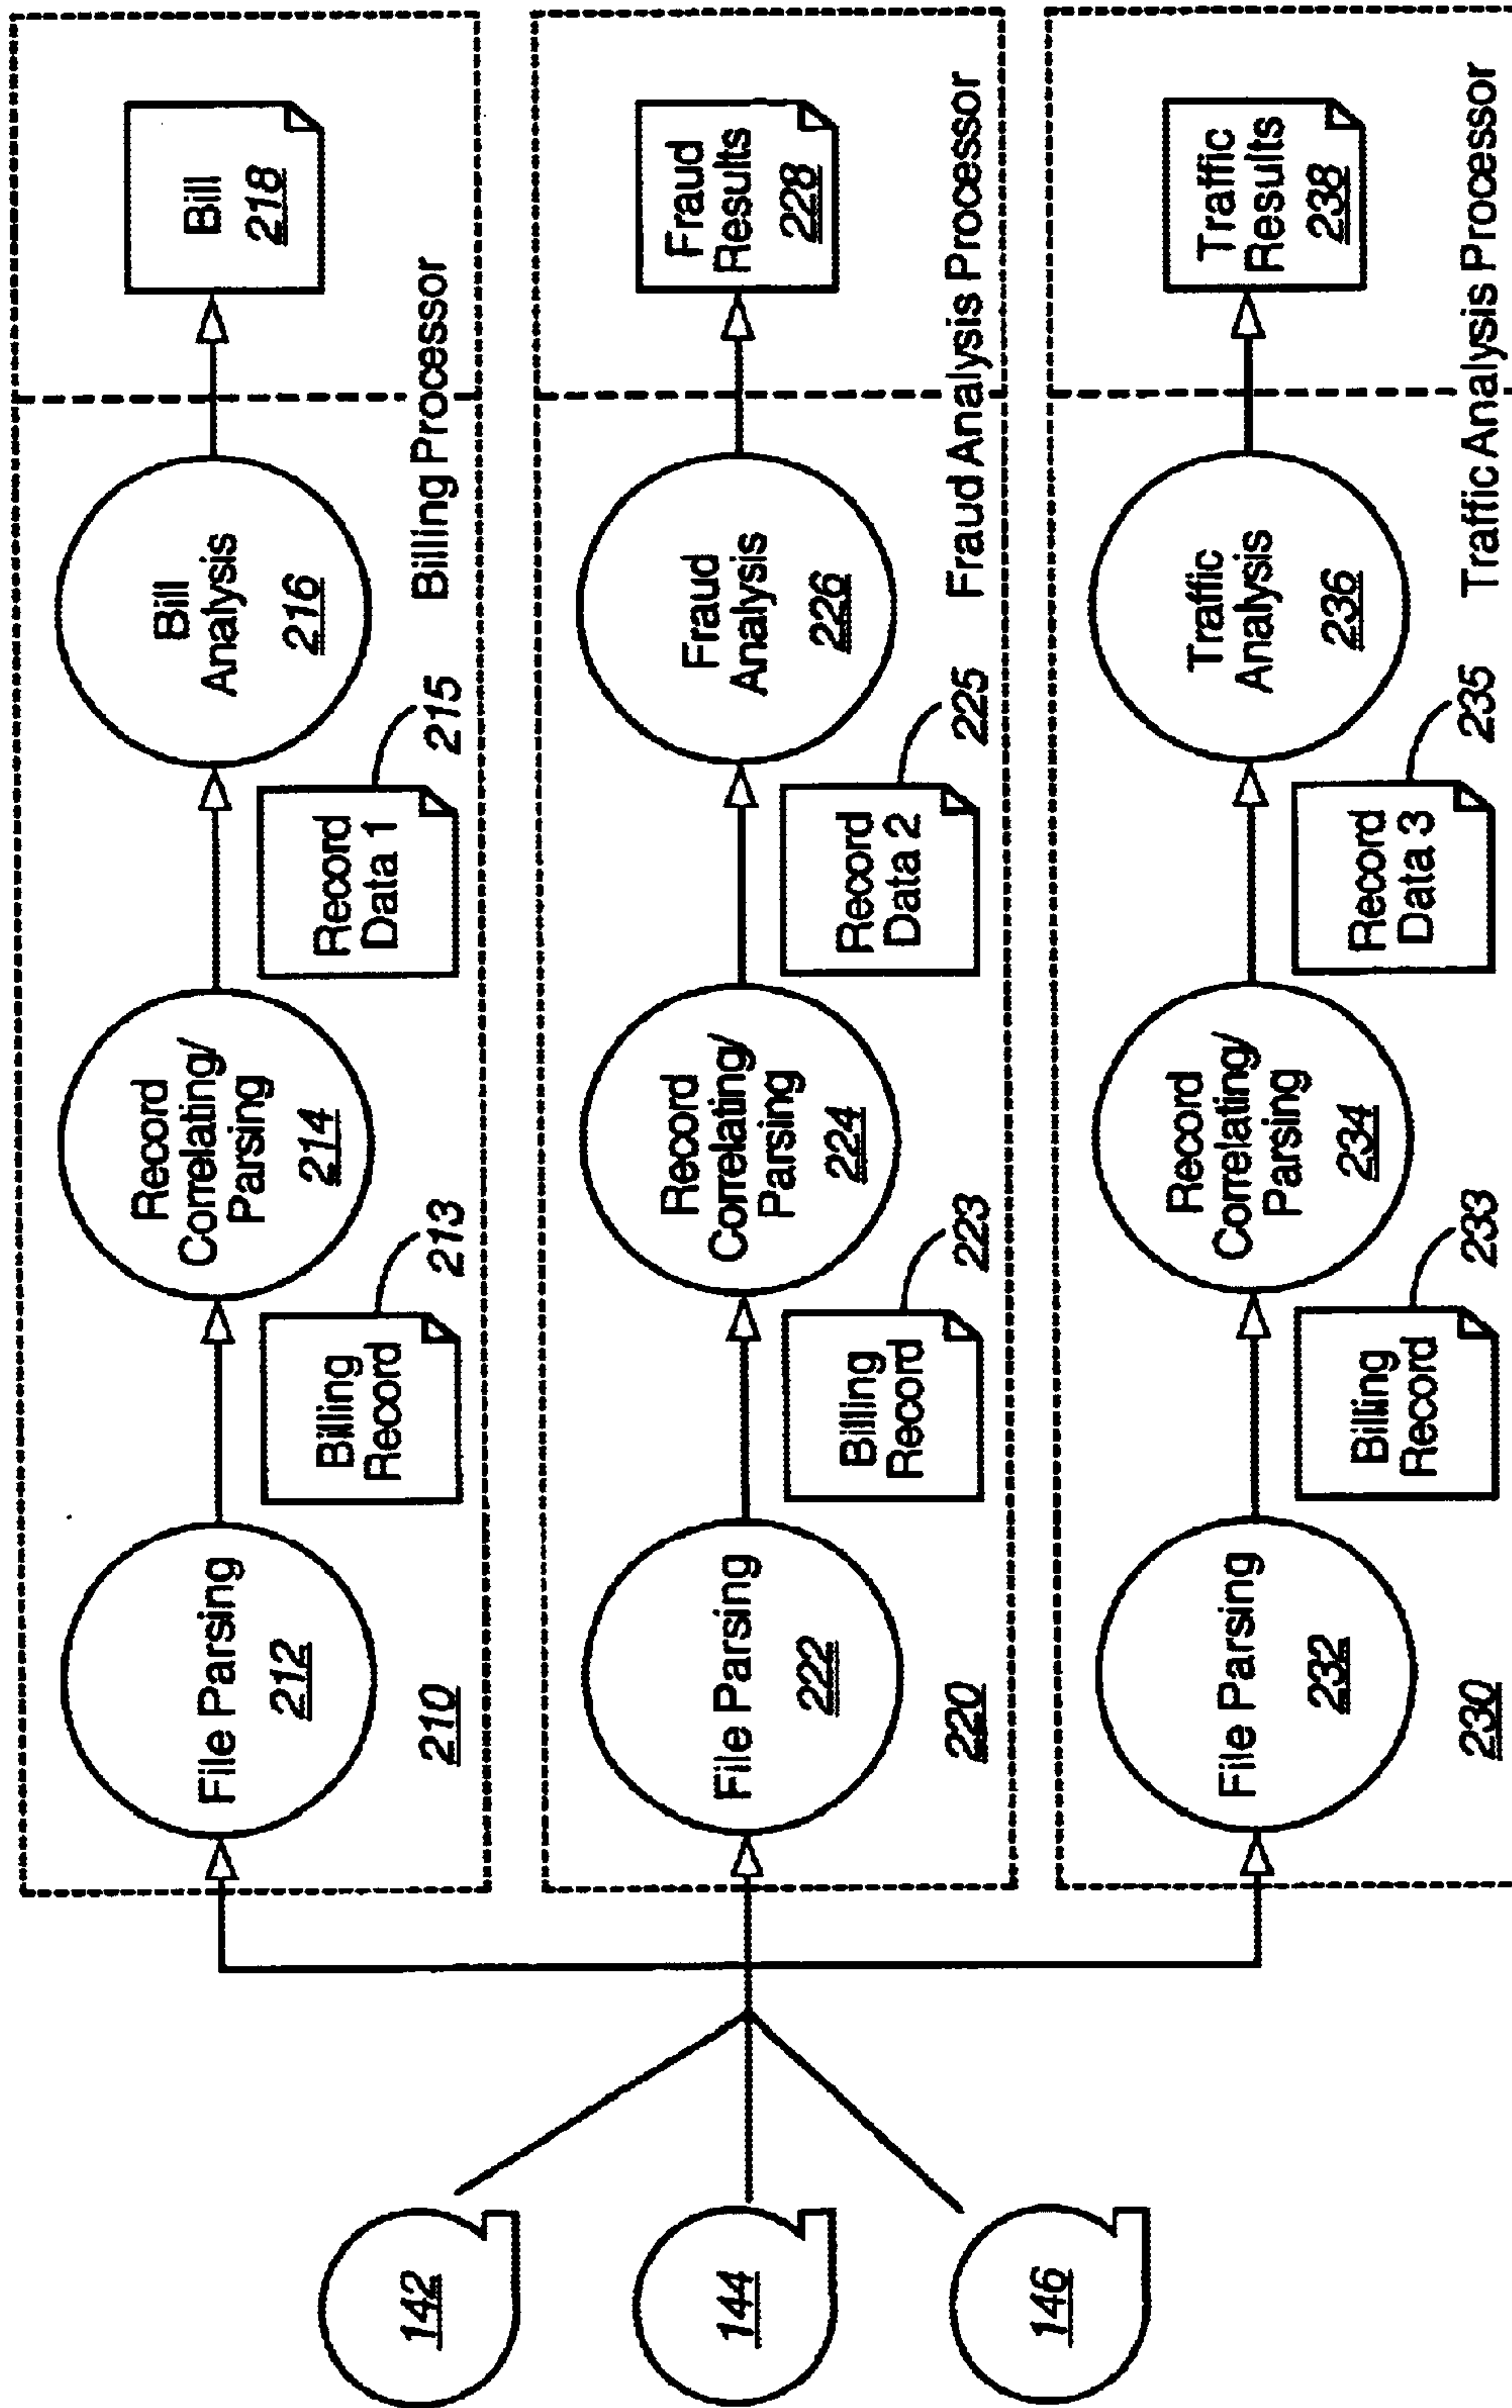 142
144
146
File Parsing
212
210
Billing
Record
213
Record
Correlating/
Parsing
214
Record
Data 1
215
Bill
Analysis
216
Billing Processor
Bill
218
File Parsing
222
220
Billing
Record
223
Record
Correlating/
Parsing
224
Record
Data 2
225
Fraud
Analysis
226
Fraud Analysis Processor
Fraud
Results
228
File Parsing
232
230
Billing
Record
233
Record
Correlating/
Parsing
234
Record
Data 3
235
Traffic
Analysis
236
Traffic Analysis Processor
Traffic
Results
238